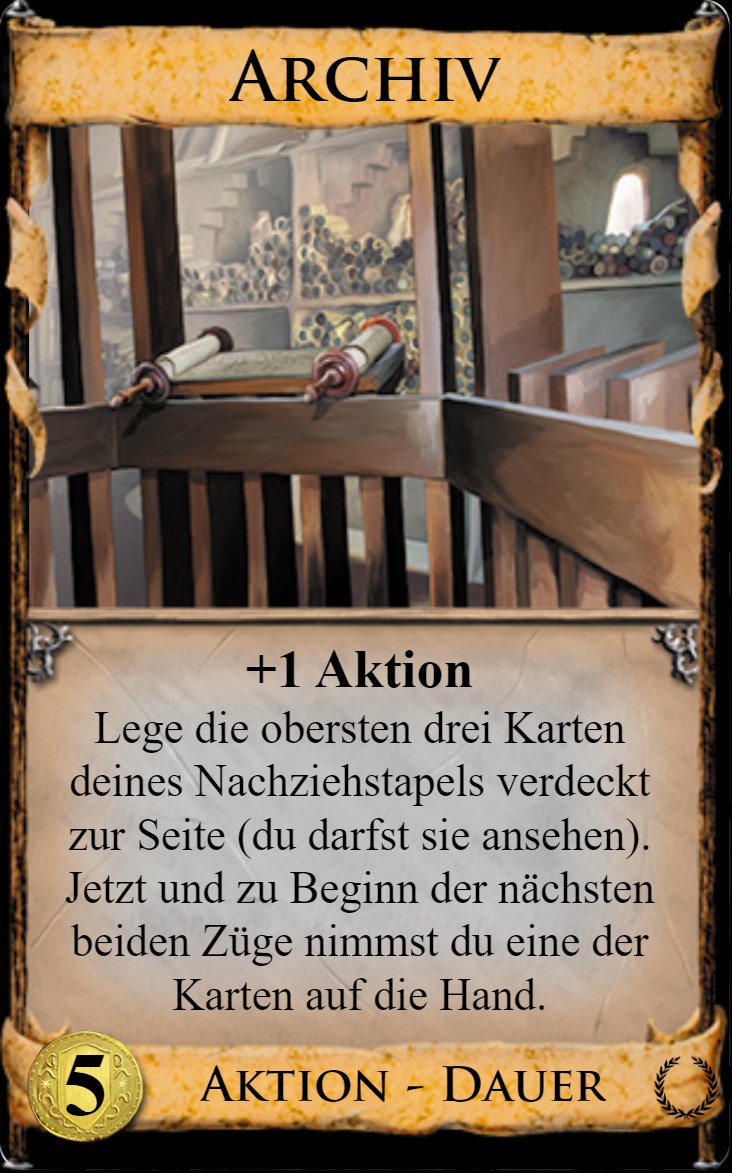 Archiv
+1 Aktion
Lege die obersten drei Karten
deines Nachziehstapels verdeckt
zur Seite (du darfst sie ansehen).
Jetzt und zu Beginn der nächsten
beiden Züge nimmst du eine der
Karten auf die Hand.
5
Aktion - Dauer